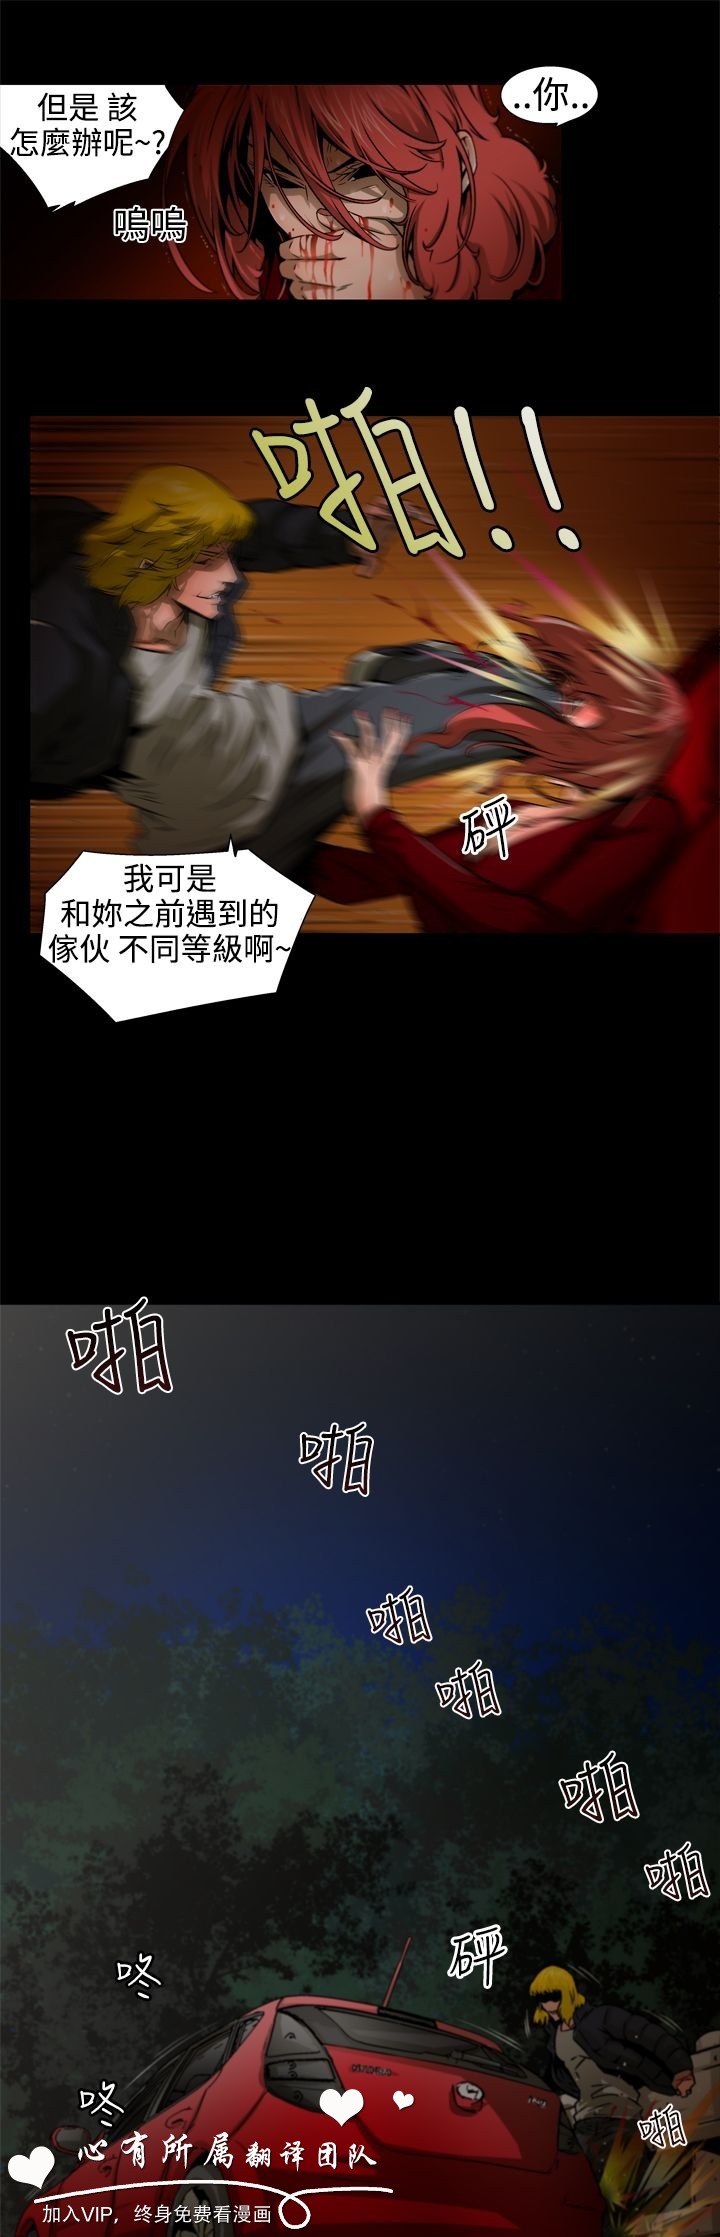 ..你..
但是 該
怎麼辦呢~?
嗚嗚
啪!!
砰
我可是
和妳之前遇到的
傢伙 不同等級啊~
啪
啪
啪
啪
啪
啪
砰
咚
咚
啪
心有所属翻译团队
加入VIP，终身免费看漫画